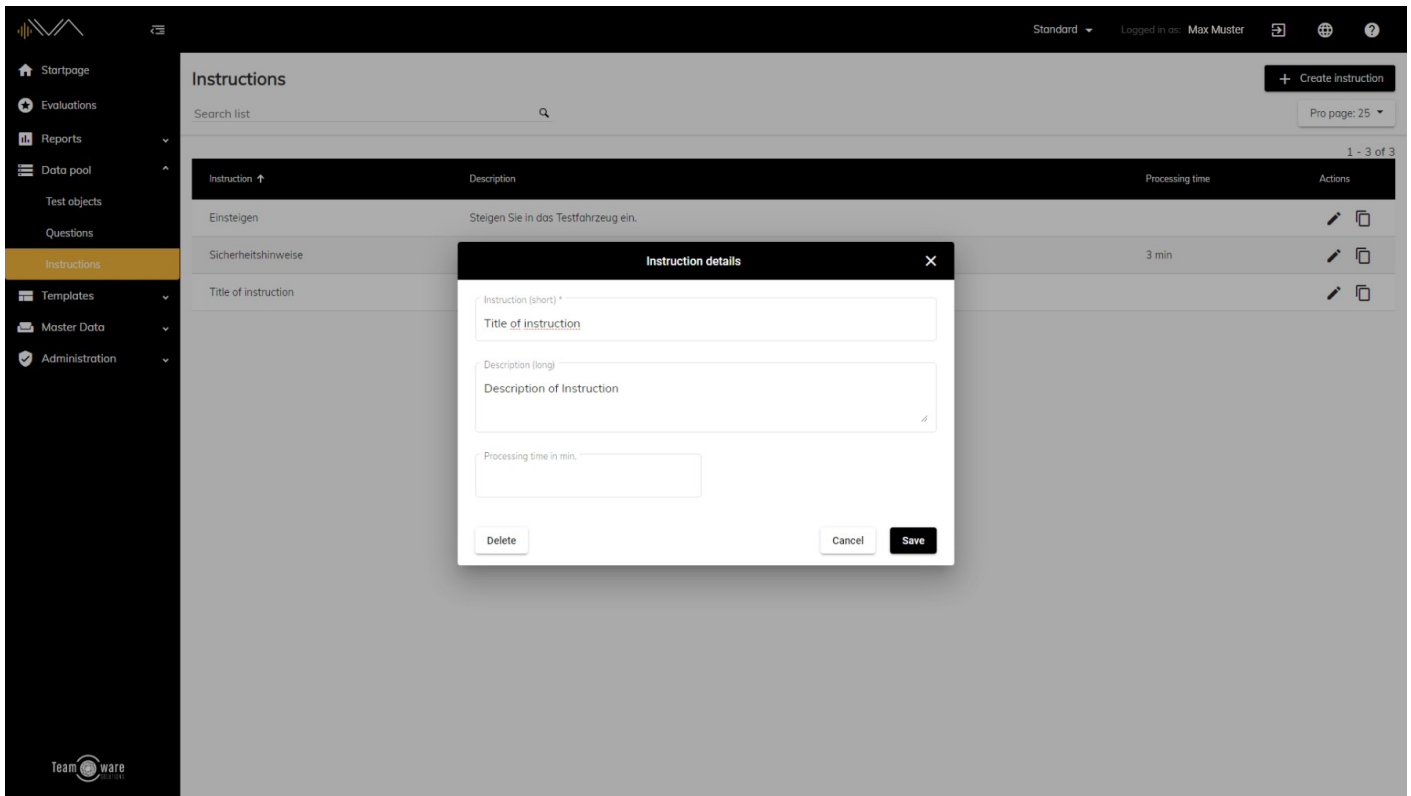 Standard Logged in as: Max Muster
Startpage
Evaluations
Reports
Data pool
Test objects
Questions
Instructions
Templates
Master Data
Administration
Team ware
SOLUTIONS
Instructions
+ Create instruction
Search list
Pro page: 25
1 - 3 of 3
Instruction Description Processing time Actions
Einsteigen Steigen Sie in das Testfahrzeug ein.
Sicherheitshinweise 3 min
Title of instruction
Instruction details
Instruction (short) *
Title of instruction
Description (long)
Description of Instruction
Processing time in min.
Delete Cancel Save